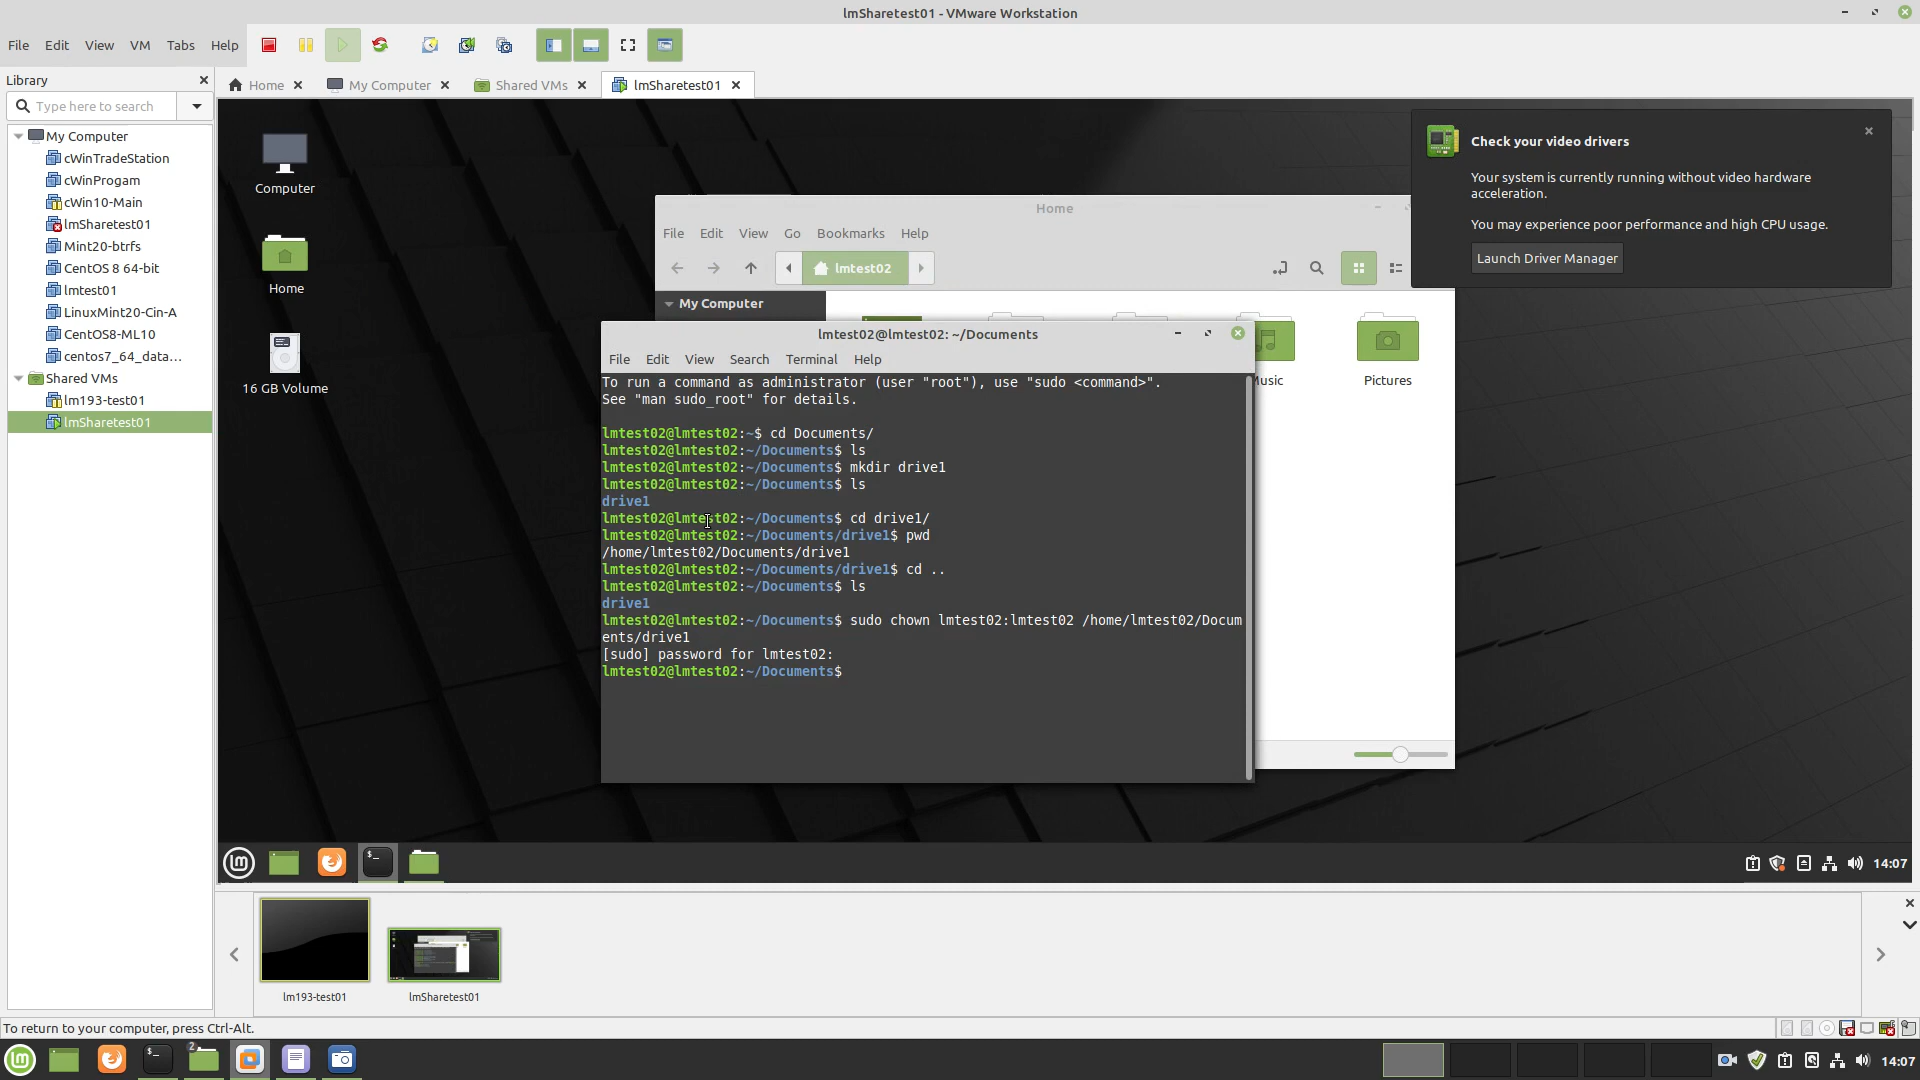 lmSharetest01 - VMware Workstation
File Edit View VM Tabs Help
Library
Home My Computer Shared VMs lmSharetest01
Type here to search
My Computer
cWinTradeStation
cWinProgam
cWin10-Main
lmSharetest01
Mint20-btrfs
CentOS 8 64-bit
lmtest01
LinuxMint20-Cin-A
CentOS8-ML10
centos7_64_data...
Shared VMs
lm193-test01
lmSharetest01
Computer
Home
16 GB Volume
Check your video drivers
Your system is currently running without video hardware
acceleration.
You may experience poor performance and high CPU usage.
Launch Driver Manager
Home
File Edit View Go Bookmarks Help
lmtest02
My Computer
Music
Pictures
lmtest02@lmtest02: ~/Documents
File Edit View Search Terminal Help
To run a command as administrator (user "root"), use "sudo <command>".
See "man sudo_root" for details.
lmtest02@lmtest02:~$ cd Documents/
lmtest02@lmtest02:~/Documents$ ls
lmtest02@lmtest02:~/Documents$ mkdir drive1
lmtest02@lmtest02:~/Documents$ ls
drive1
lmtest02@lmtest02:~/Documents$ cd drive1/
lmtest02@lmtest02:~/Documents/drive1$ pwd
/home/lmtest02/Documents/drive1
lmtest02@lmtest02:~/Documents/drive1$ cd ..
lmtest02@lmtest02:~/Documents$ ls
drive1
lmtest02@lmtest02:~/Documents$ sudo chown lmtest02:lmtest02 /home/lmtest02/Docum
ents/drive1
[sudo] password for lmtest02:
lmtest02@lmtest02:~/Documents$
14:07
lm193-test01
lmSharetest01
To return to your computer, press Ctrl-Alt.
2
14:07